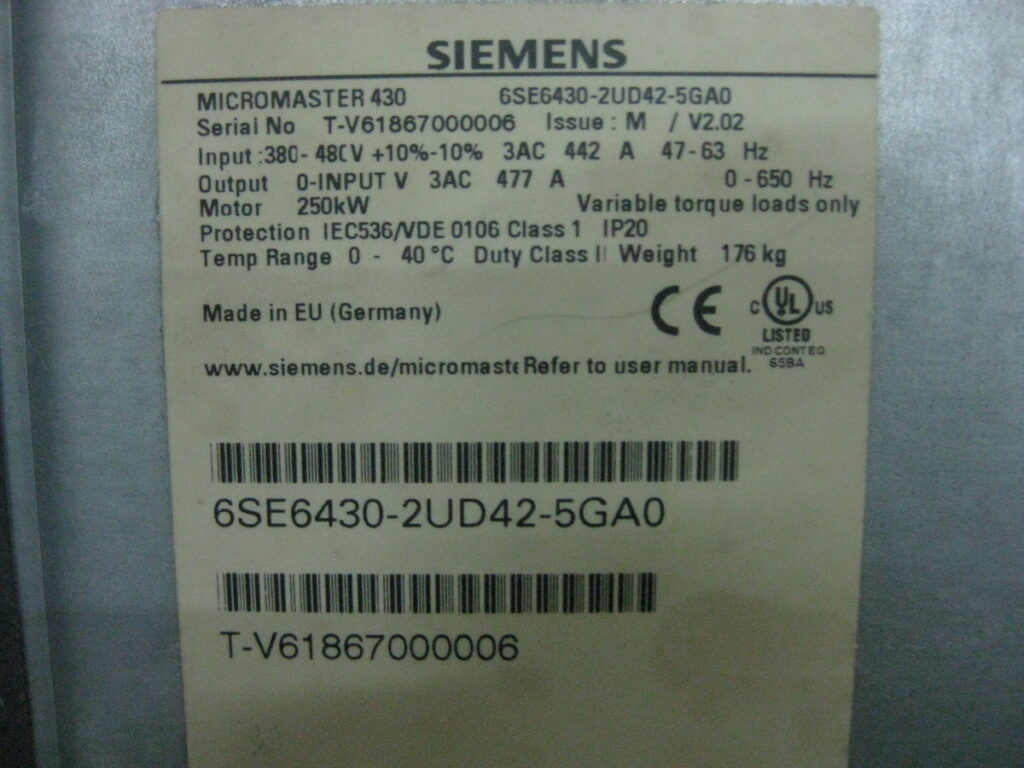 SIEMENS
MICROMASTER 430 6SE6430-2UD42-5GA0
Serial No T-V61867000006 Issue : M / V2.02
Input :380- 480V +10%-10% 3AC 442 A 47-63 Hz
Output 0-INPUT V 3AC 477 A 0 - 650 Hz
Motor 250kW Variable torque loads only
Protection IEC536/VDE 0106 Class 1 IP20
Temp Range 0 - 40 °C Duty Class II Weight 176 kg
Made in EU (Germany)
CE
C UL US
LISTED
IND CONT EQ
65BA
www.siemens.de/micromaste Refer to user manual.
6SE6430-2UD42-5GA0
T-V61867000006